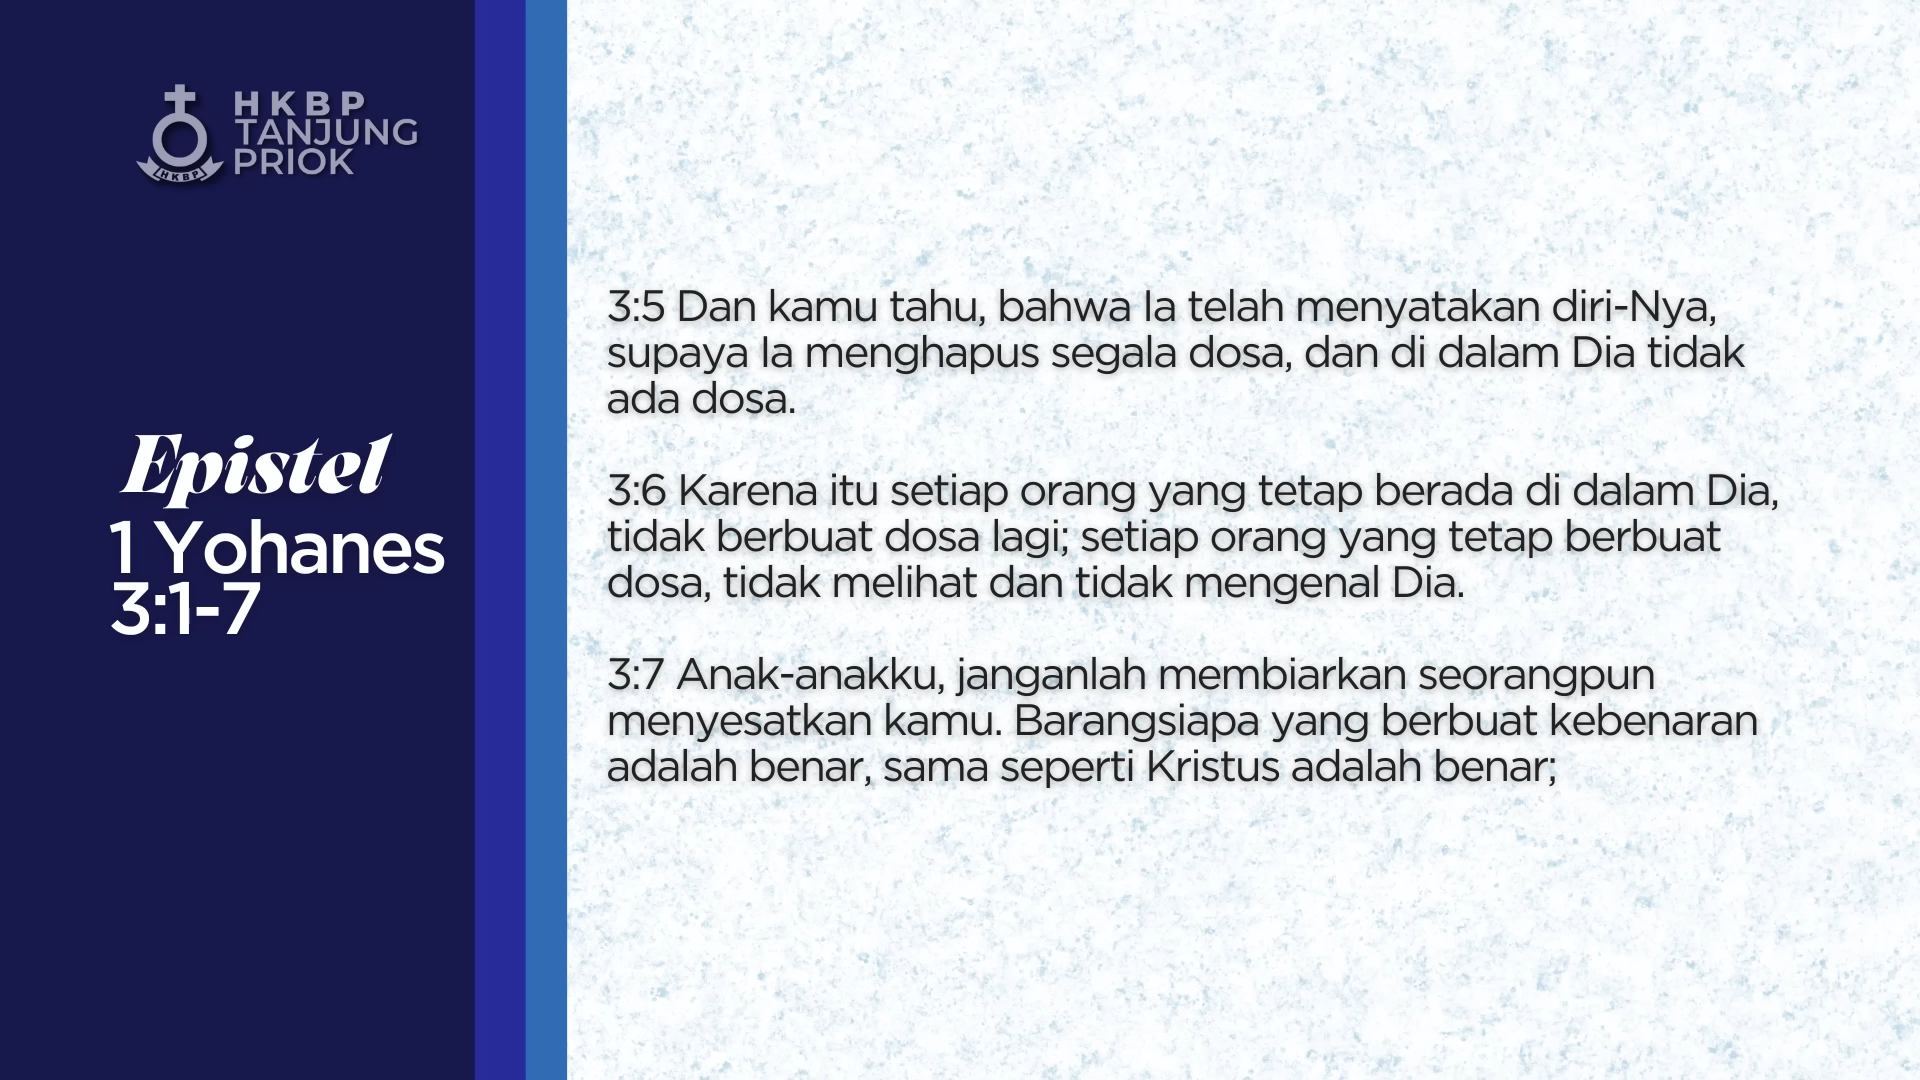 HKBP
TANJUNG
PRIOK
HKBP
Epistel
1 Yohanes
3:1-7
3:5 Dan kamu tahu, bahwa Ia telah menyatakan diri-Nya,
supaya Ia menghapus segala dosa, dan di dalam Dia tidak
ada dosa.
3:6 Karena itu setiap orang yang tetap berada di dalam Dia,
tidak berbuat dosa lagi; setiap orang yang tetap berbuat
dosa, tidak melihat dan tidak mengenal Dia.
3:7 Anak-anakku, janganlah membiarkan seorangpun
menyesatkan kamu. Barangsiapa yang berbuat kebenaran
adalah benar, sama seperti Kristus adalah benar;